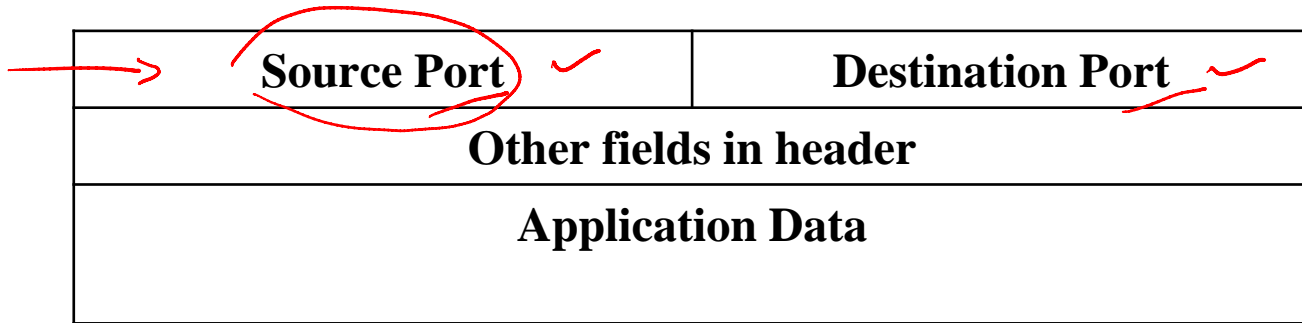 Source Port Destination Port
Other fields in header
Application Data